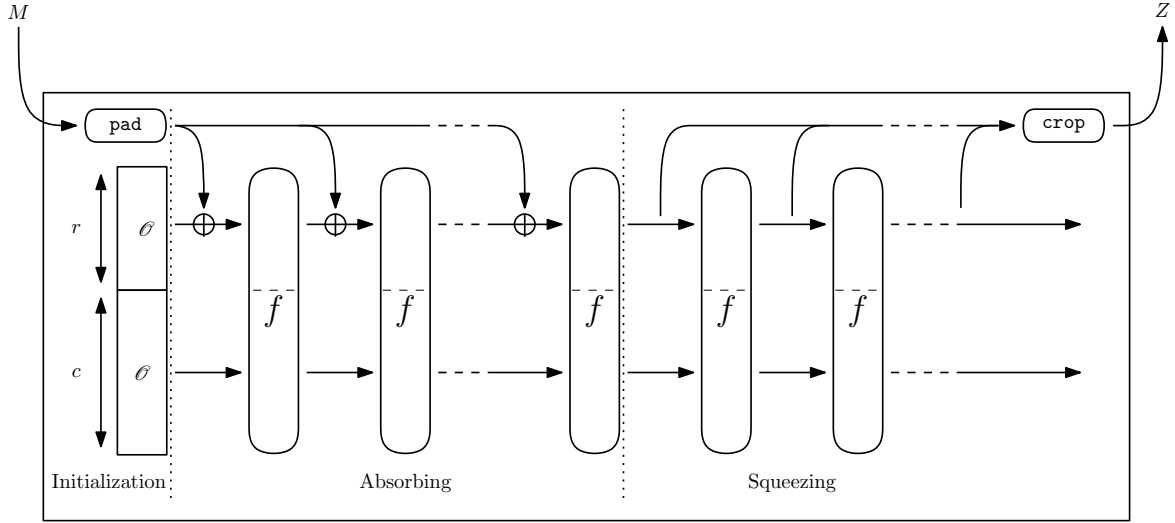 M
Z
pad
crop
r
𝒪
c
𝒪
f
f
f
f
f
Initialization
Absorbing
Squeezing